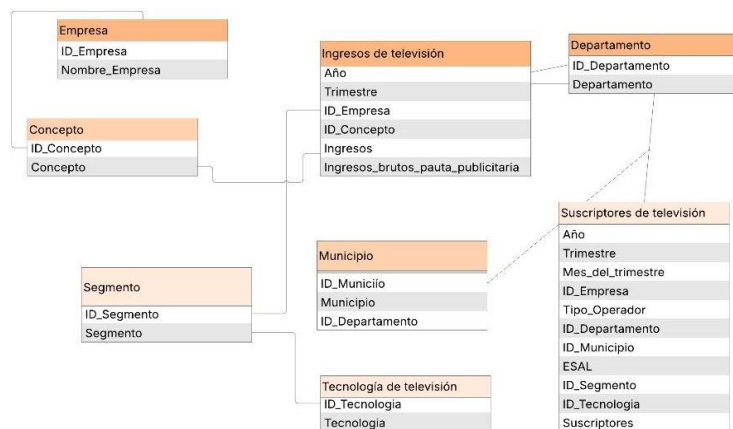 Empresa
ID_Empresa
Nombre_Empresa
Concepto
ID_Concepto
Concepto
Ingresos de televisión
Año
Trimestre
ID_Empresa
ID_Concepto
Ingresos
Ingresos_brutos_pauta_publicitaria
Departamento
ID_Departamento
Departamento
Segmento
ID_Segmento
Segmento
Municipio
ID_Municiío
Municipio
ID_Departamento
Tecnología de televisión
ID_Tecnologia
Tecnologia
Suscriptores de televisión
Año
Trimestre
Mes_del_trimestre
ID_Empresa
Tipo_Operador
ID_Departamento
ID_Municipio
ESAL
ID_Segmento
ID_Tecnologia
Suscriptores